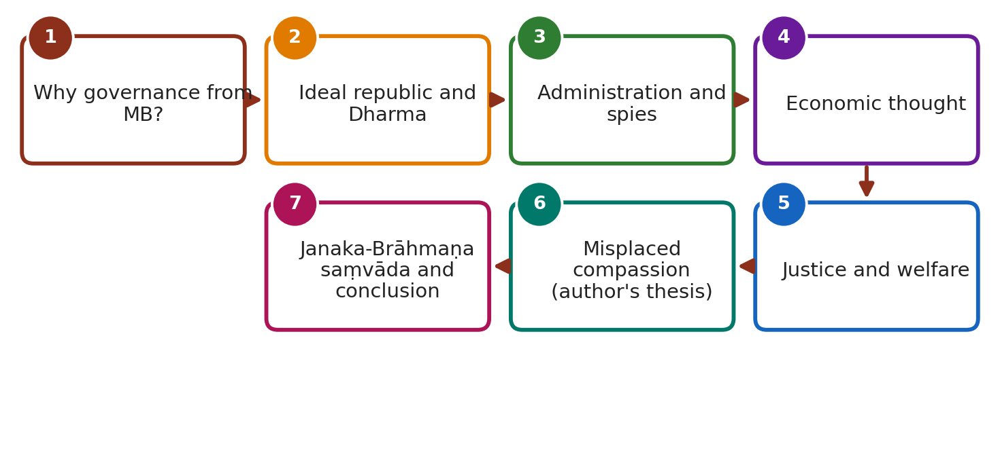 1
Why governance from
MB?
2
Ideal republic and
Dharma
3
Administration and
spies
4
Economic thought
5
Justice and welfare
6
Misplaced
compassion
(author's thesis)
7
Janaka-Brāhmaṇa
saṃvāda and
conclusion